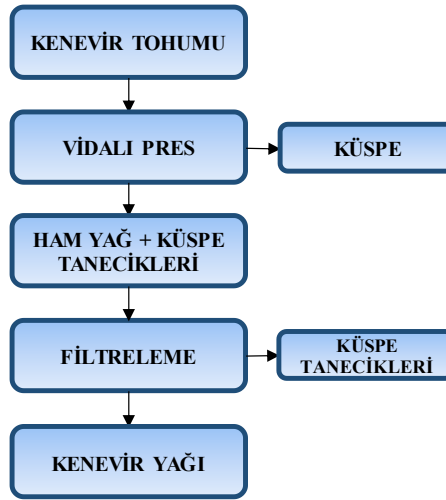 KENEVİR TOHUMU
VİDALI PRES
KÜSPE
HAM YAĞ + KÜSPE
TANECİKLERİ
FİLTRELEME
KÜSPE
TANECİKLERİ
KENEVİR YAĞI